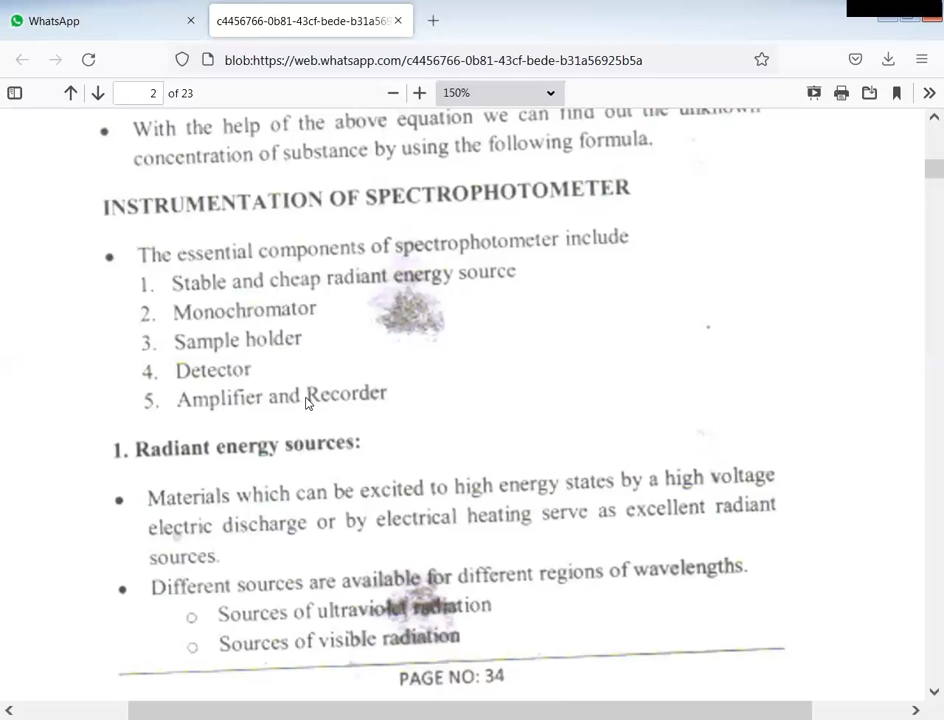 WhatsApp
c4456766-0b81-43cf-bede-b31a569
blob:https://web.whatsapp.com/c4456766-0b81-43cf-bede-b31a56925b5a
2 of 23
150%
With the help of the above equation we can find out the unknown
concentration of substance by using the following formula.
INSTRUMENTATION OF SPECTROPHOTOMETER
The essential components of spectrophotometer include
1. Stable and cheap radiant energy source
2. Monochromator
3. Sample holder
4. Detector
5. Amplifier and Recorder
1. Radiant energy sources:
Materials which can be excited to high energy states by a high voltage
electric discharge or by electrical heating serve as excellent radiant
sources.
Different sources are available for different regions of wavelengths.
Sources of ultraviolet radiation
Sources of visible radiation
PAGE NO: 34